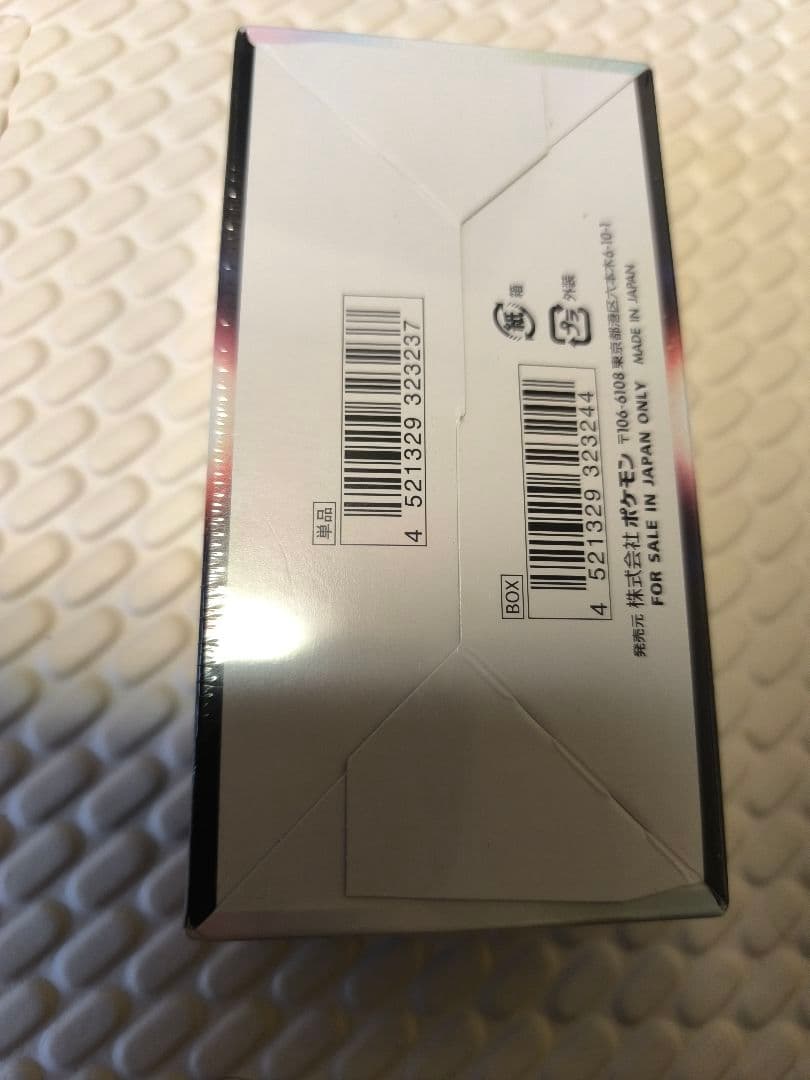 単品
4 521329 323237
BOX
4 521329 323244
紙 箱
プラ 外装
発売元 株式会社 ポケモン 〒106-6108 東京都港区六本木6-10-1
FOR SALE IN JAPAN ONLY MADE IN JAPAN